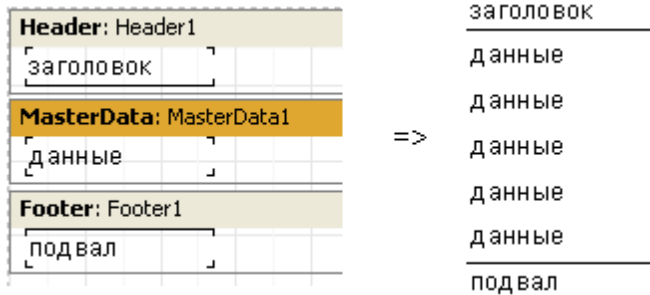 Header: Header1
заголовок
MasterData: MasterData1
данные
Footer: Footer1
подвал
=>
заголовок
данные
данные
данные
данные
данные
подвал